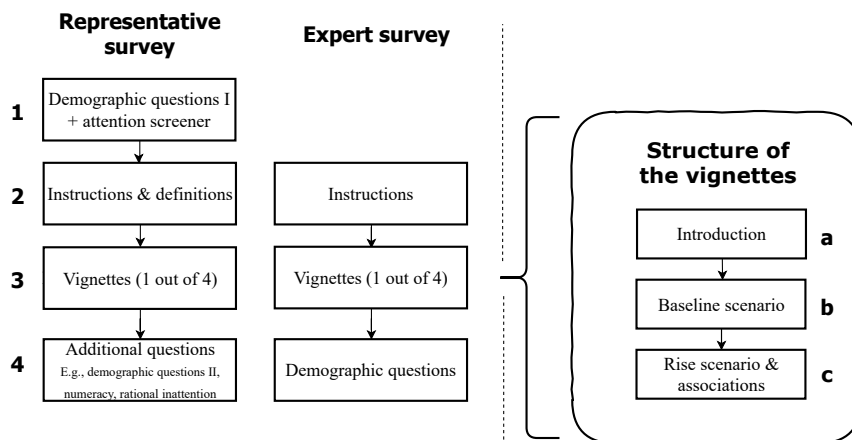 Representative
survey
Expert survey
1
Demographic questions I
+ attention screener
2
Instructions & definitions
Instructions
3
Vignettes (1 out of 4)
Vignettes (1 out of 4)
4
Additional questions
E.g., demographic questions II,
numeracy, rational inattention
Demographic questions
Structure of
the vignettes
Introduction
a
Baseline scenario
b
Rise scenario &
associations
c